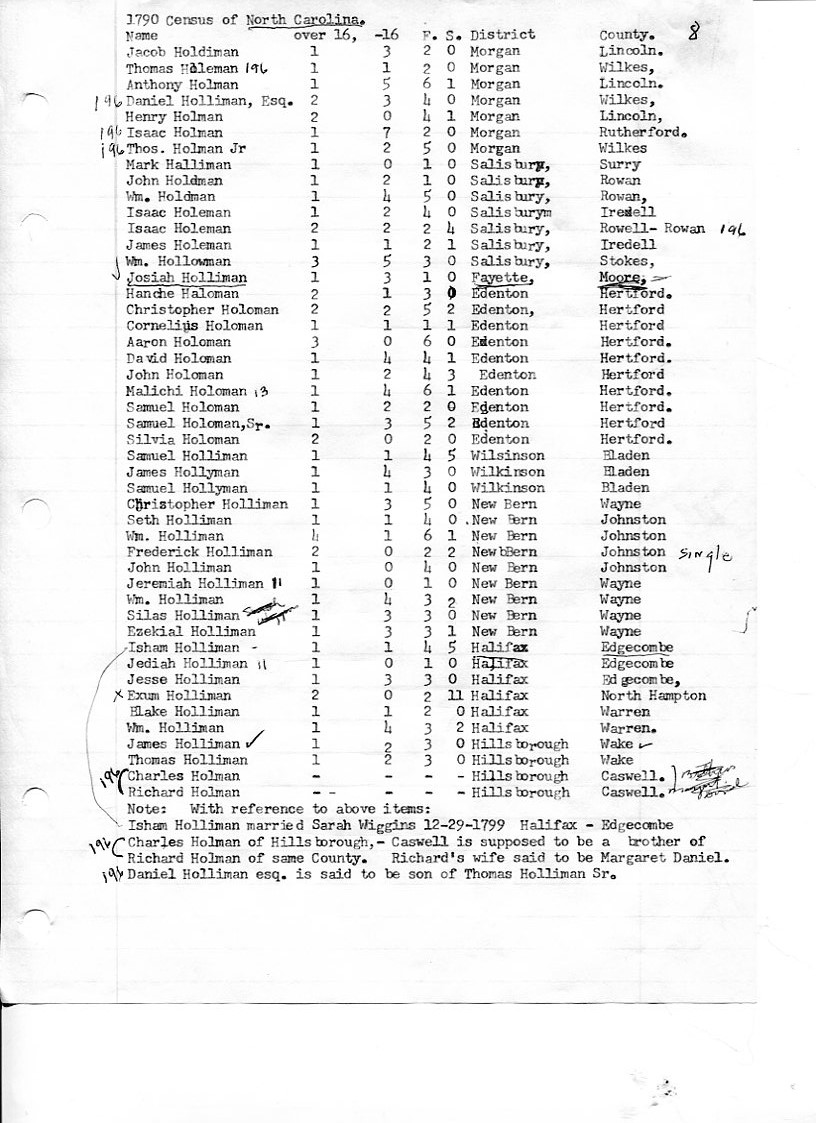 1790 Census of North Carolina. 8
Name over 16, -16 F. S. District County.
Jacob Holdiman 1 3 2 0 Morgan Lincoln.
Thomas Holeman 196 1 1 2 0 Morgan Wilkes,
Anthony Holman 1 5 6 1 Morgan Lincoln.
196 Daniel Holliman, Esq. 2 3 4 0 Morgan Wilkes,
Henry Holman 2 0 4 1 Morgan Lincoln,
196 Isaac Holman 1 7 2 0 Morgan Rutherford.
196 Thos. Holman Jr 1 2 5 0 Morgan Wilkes
Mark Halliman 1 0 1 0 Salisbury, Surry
John Holdman 1 2 1 0 Salisbury, Rowan
Wm. Holdman 1 4 5 0 Salisbury, Rowan,
Isaac Holeman 1 2 4 0 Salisburym Iredell
Isaac Holeman 2 2 2 4 Salisbury, Rowell- Rowan 196
James Holeman 1 1 2 1 Salisbury, Iredell
Wm. Hollowman 3 5 3 0 Salisbury, Stokes,
Josiah Holliman 1 3 1 0 Fayette, Moore,
Hanche Haloman 2 1 3 0 Edenton Hertford.
Christopher Holoman 2 2 5 2 Edenton, Hertford
Cornelius Holoman 1 1 1 1 Edenton Hertford
Aaron Holoman 3 0 6 0 Edenton Hertford.
David Holoman 1 4 4 1 Edenton Hertford.
John Holoman 1 2 4 3 Edenton Hertford
Malichi Holoman 13 1 4 6 1 Edenton Hertford.
Samuel Holoman 1 2 2 0 Edenton Hertford.
Samuel Holoman,Sr. 1 3 5 2 Edenton Hertford
Silvia Holoman 2 0 2 0 Edenton Hertford.
Samuel Holliman 1 1 4 5 Wilsinson Bladen
James Hollyman 1 4 3 0 Wilkinson Bladen
Samuel Hollyman 1 1 4 0 Wilkinson Bladen
Christopher Holliman 1 3 5 0 New Bern Wayne
Seth Holliman 1 1 4 0 .New Bern Johnston
Wm. Holliman 4 1 6 1 New Bern Johnston
Frederick Holliman 2 0 2 2 NewbBern Johnston single
John Holliman 1 0 4 0 New Bern Johnston
Jeremiah Holliman 11 1 0 1 0 New Bern Wayne
Wm. Holliman 1 4 3 2 New Bern Wayne
Silas Holliman 1 3 3 0 New Bern Wayne
Ezekial Holliman 1 3 3 1 New Bern Wayne
Isham Holliman - 1 1 4 5 Halifax Edgecombe
Jediah Holliman 11 1 0 1 0 Halifax Edgecombe
Jesse Holliman 1 3 3 0 Halifax Edgecombe,
x Exum Holliman 2 0 2 11 Halifax North Hampton
Blake Holliman 1 1 2 0 Halifax Warren
Wm. Holliman 1 4 3 2 Halifax Warren.
James Holliman ✓ 1 2 3 0 Hillsborough Wake ✓
Thomas Holliman 1 2 3 0 Hillsborough Wake
196 Charles Holman - - - - Hillsborough Caswell.
Richard Holman - - - - - Hillsborough Caswell.
Note: With reference to above items:
Isham Holliman married Sarah Wiggins 12-29-1799 Halifax - Edgecombe
196 Charles Holman of Hillsborough,- Caswell is supposed to be a brother of
Richard Holman of same County. Richard's wife said to be Margaret Daniel.
196 Daniel Holliman esq. is said to be son of Thomas Holliman Sr.